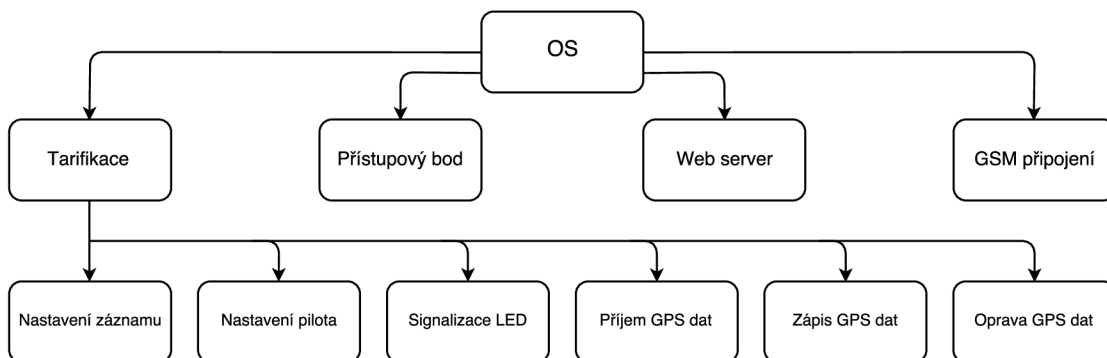 OS
Tarifikace
Přístupový bod
Web server
GSM připojení
Nastavení záznamu
Nastavení pilota
Signalizace LED
Příjem GPS dat
Zápis GPS dat
Oprava GPS dat